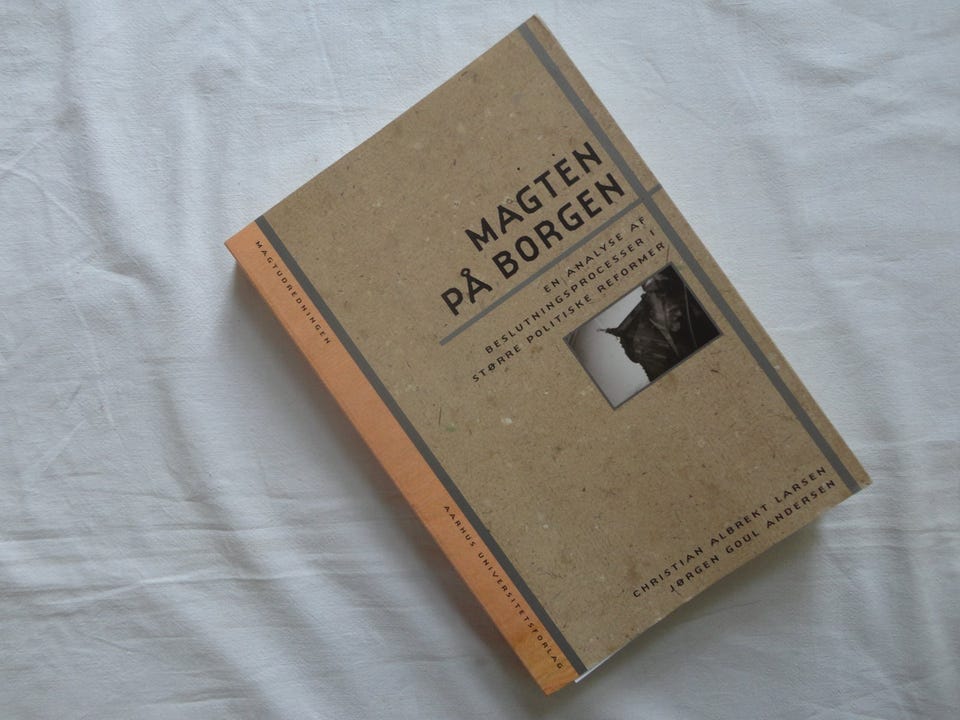 MAGTEN
PÅ BORGEN
EN ANALYSE AF
BESLUTNINGSPROCESSER I
STØRRE POLITISKE REFORMER
CHRISTIAN ALBREKT LARSEN
JØRGEN GOUL ANDERSEN
MAGTUDREDNINGEN
AARHUS UNIVERSITETSFORLAG